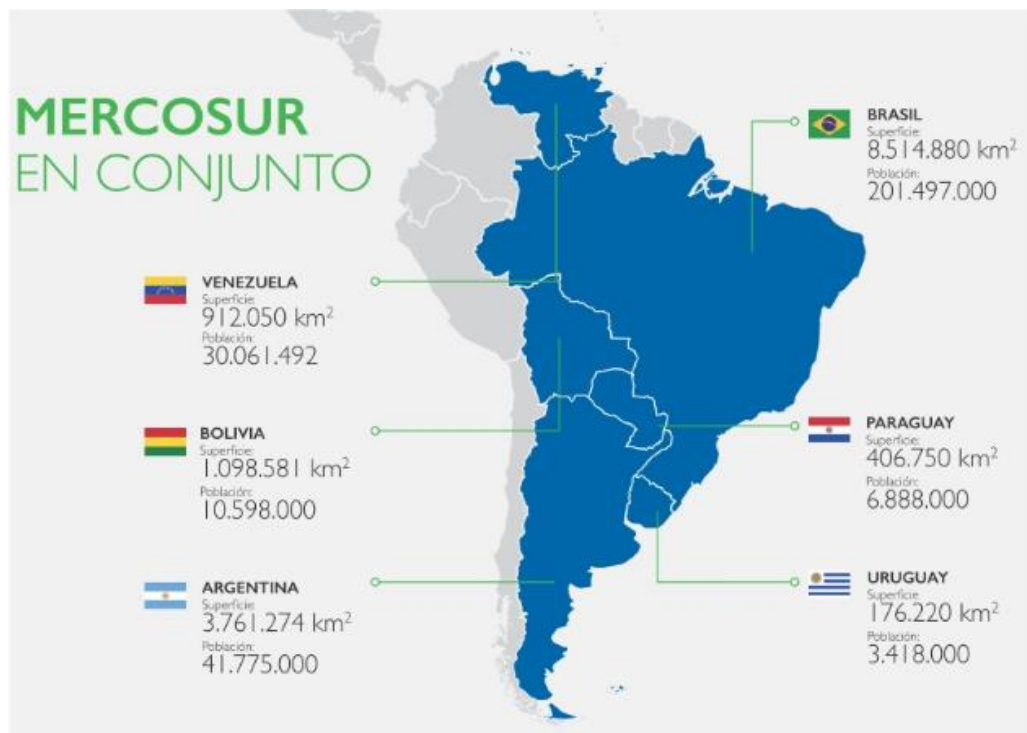 MERCOSUR
EN CONJUNTO
VENEZUELA
Superficie:
912.050 km²
Población:
30.061.492
BOLIVIA
Superficie:
1.098.581 km²
Población:
10.598.000
ARGENTINA
Superficie:
3.761.274 km²
Población:
41.775.000
BRASIL
Superficie:
8.514.880 km²
Población:
201.497.000
PARAGUAY
Superficie:
406.750 km²
Población:
6.888.000
URUGUAY
Superficie
176.220 km²
Población:
3.418.000